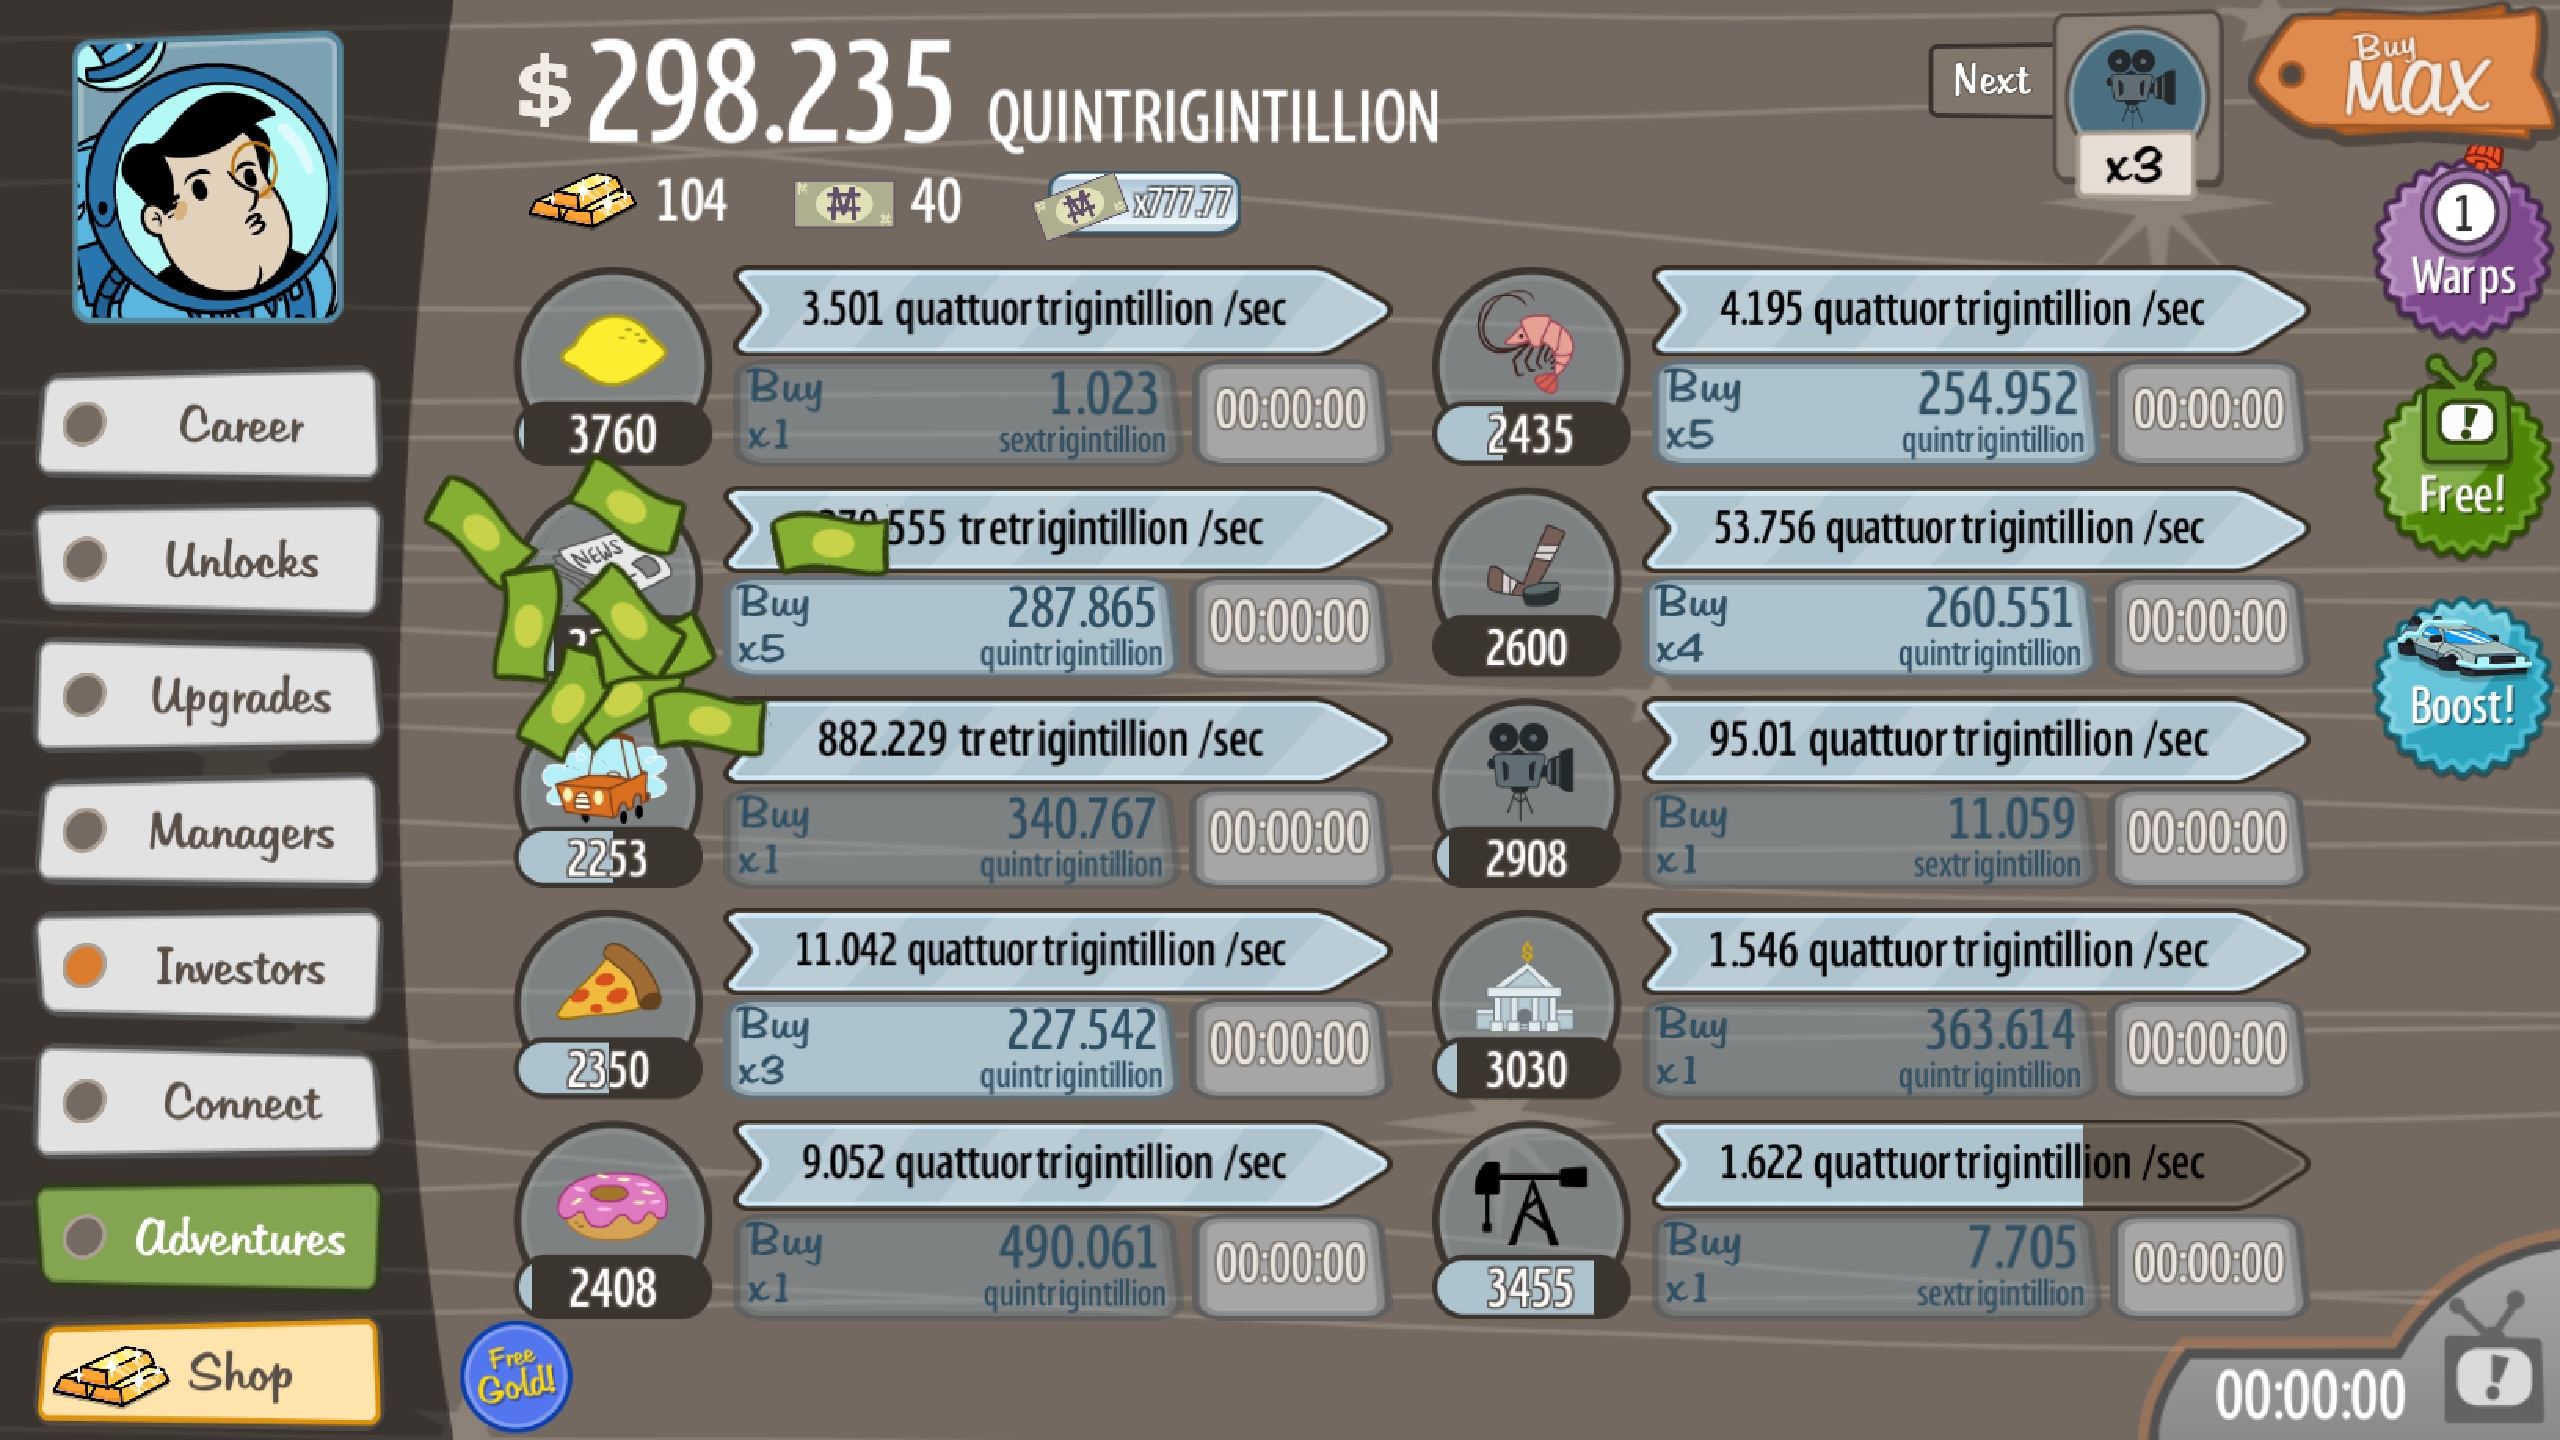 $298.235 QUINTRIGINTILLION
104 40 x777.77
Next
x3
Buy
MAX
1
Warps
Free!
Boost!
Career
Unlocks
Upgrades
Managers
Investors
Connect
Adventures
Shop
3.501 quattuortrigintillion /sec
3760
Buy
x1
1.023
sextrigintillion
00:00:00
4.195 quattuortrigintillion /sec
2435
Buy
x5
254.952
quintrigintillion
00:00:00
NEWS
.555 tretrigintillion /sec
Buy
x5
287.865
quintrigintillion
00:00:00
53.756 quattuortrigintillion /sec
2600
Buy
x4
260.551
quintrigintillion
00:00:00
882.229 tretrigintillion /sec
2253
Buy
x1
340.767
quintrigintillion
00:00:00
95.01 quattuortrigintillion /sec
2908
Buy
x1
11.059
sextrigintillion
00:00:00
11.042 quattuortrigintillion /sec
2350
Buy
x3
227.542
quintrigintillion
00:00:00
1.546 quattuortrigintillion /sec
3030
Buy
x1
363.614
quintrigintillion
00:00:00
9.052 quattuortrigintillion /sec
2408
Buy
x1
490.061
quintrigintillion
00:00:00
1.622 quattuortrigintillion /sec
3455
Buy
x1
7.705
sextrigintillion
00:00:00
Free
Gold!
00:00:00